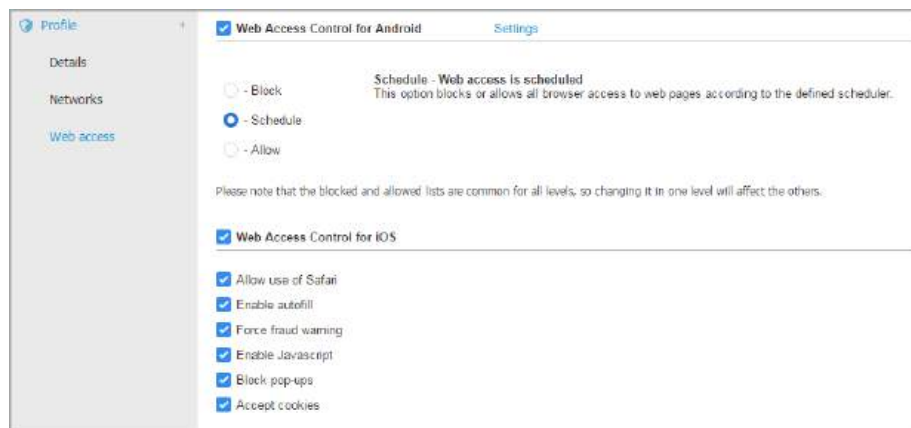 Profile +
Details
Networks
Web access
Web Access Control for Android Settings
- Block
- Schedule
- Allow
Schedule - Web access is scheduled
This option blocks or allows all browser access to web pages according to the defined scheduler.
Please note that the blocked and allowed lists are common for all levels, so changing it in one level will affect the others.
Web Access Control for iOS
Allow use of Safari
Enable autofill
Force fraud warning
Enable Javascript
Block pop-ups
Accept cookies